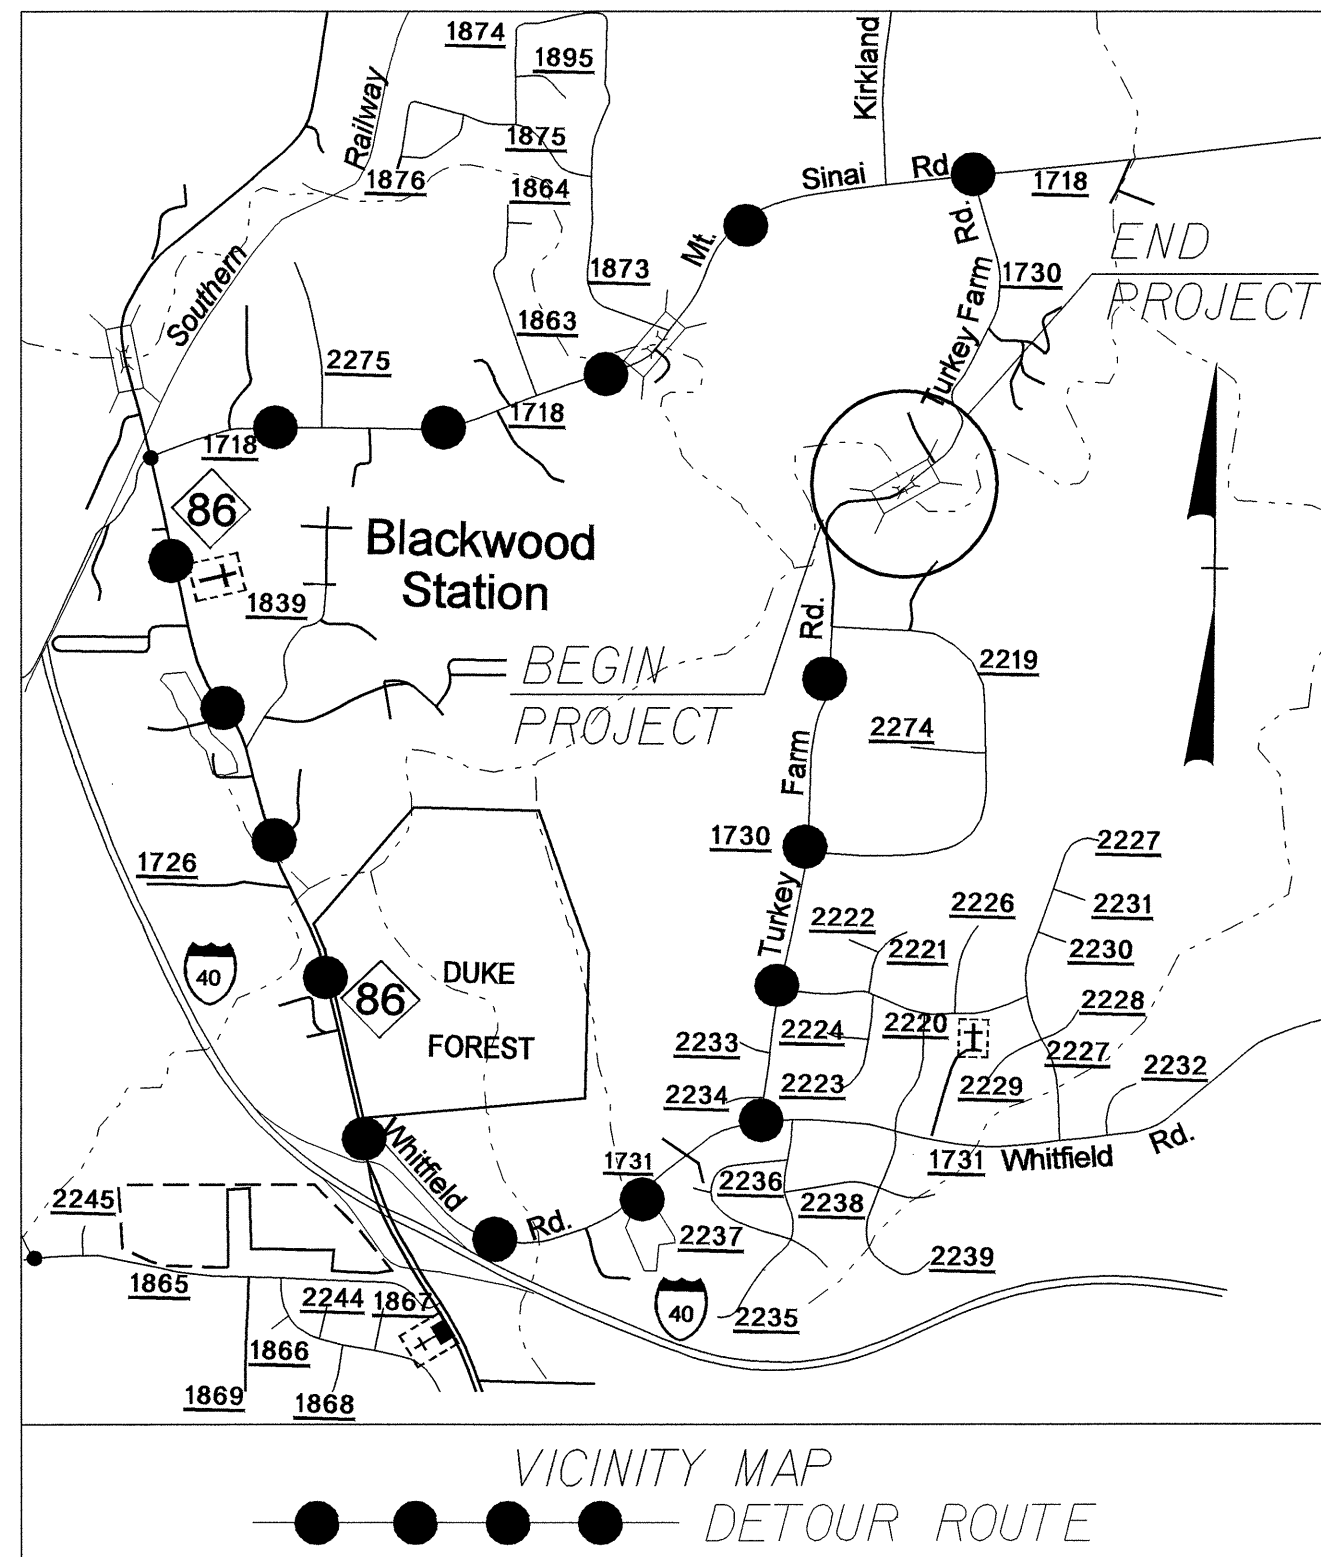 1874
1895
Kirkland
Railway
1875
1876
1864
Sinai Rd.
1718
Mt.
Rd.
END
PROJECT
1873
1730
Southern
1863
Turkey Farm
2275
1718
1718
86
Blackwood
Station
1839
Rd.
BEGIN
PROJECT
2219
2274
Farm
1730
2227
1726
Turkey
2222
2226
2231
2221
2230
40
DUKE
86
2228
FOREST
2233
2224
2220
2227
2234
2223
2229
2232
Whitfield
1731
1731
Whitfield Rd.
2245
2236
2238
Rd.
2237
2239
1865
2244
1867
40
2235
1866
1869
1868
VICINITY MAP
DETOUR ROUTE